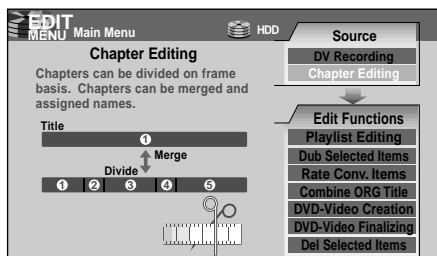 EDIT
MENU Main Menu
HDD
Chapter Editing
Chapters can be divided on frame
basis. Chapters can be merged and
assigned names.
Title
1
Merge
Divide
1 2 3 4 5
Source
DV Recording
Chapter Editing
Edit Functions
Playlist Editing
Dub Selected Items
Rate Conv. Items
Combine ORG Title
DVD-Video Creation
DVD-Video Finalizing
Del Selected Items